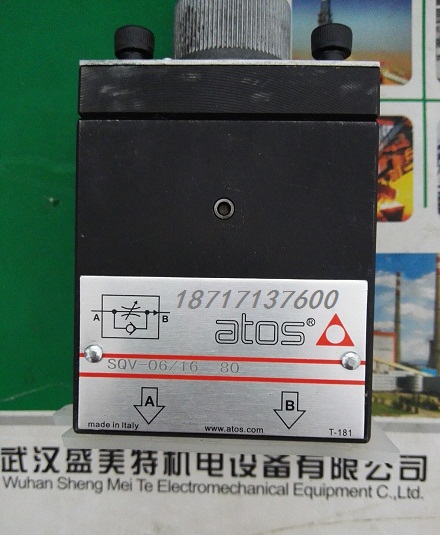 18717137600
A B
atos®
SQV-06/16 80
A B
made in Italy www.atos.com T-181
武汉盛美特机电设备有限公司
Wuhan Sheng Mei Te Electromechanical Equipment C.,Ltd.